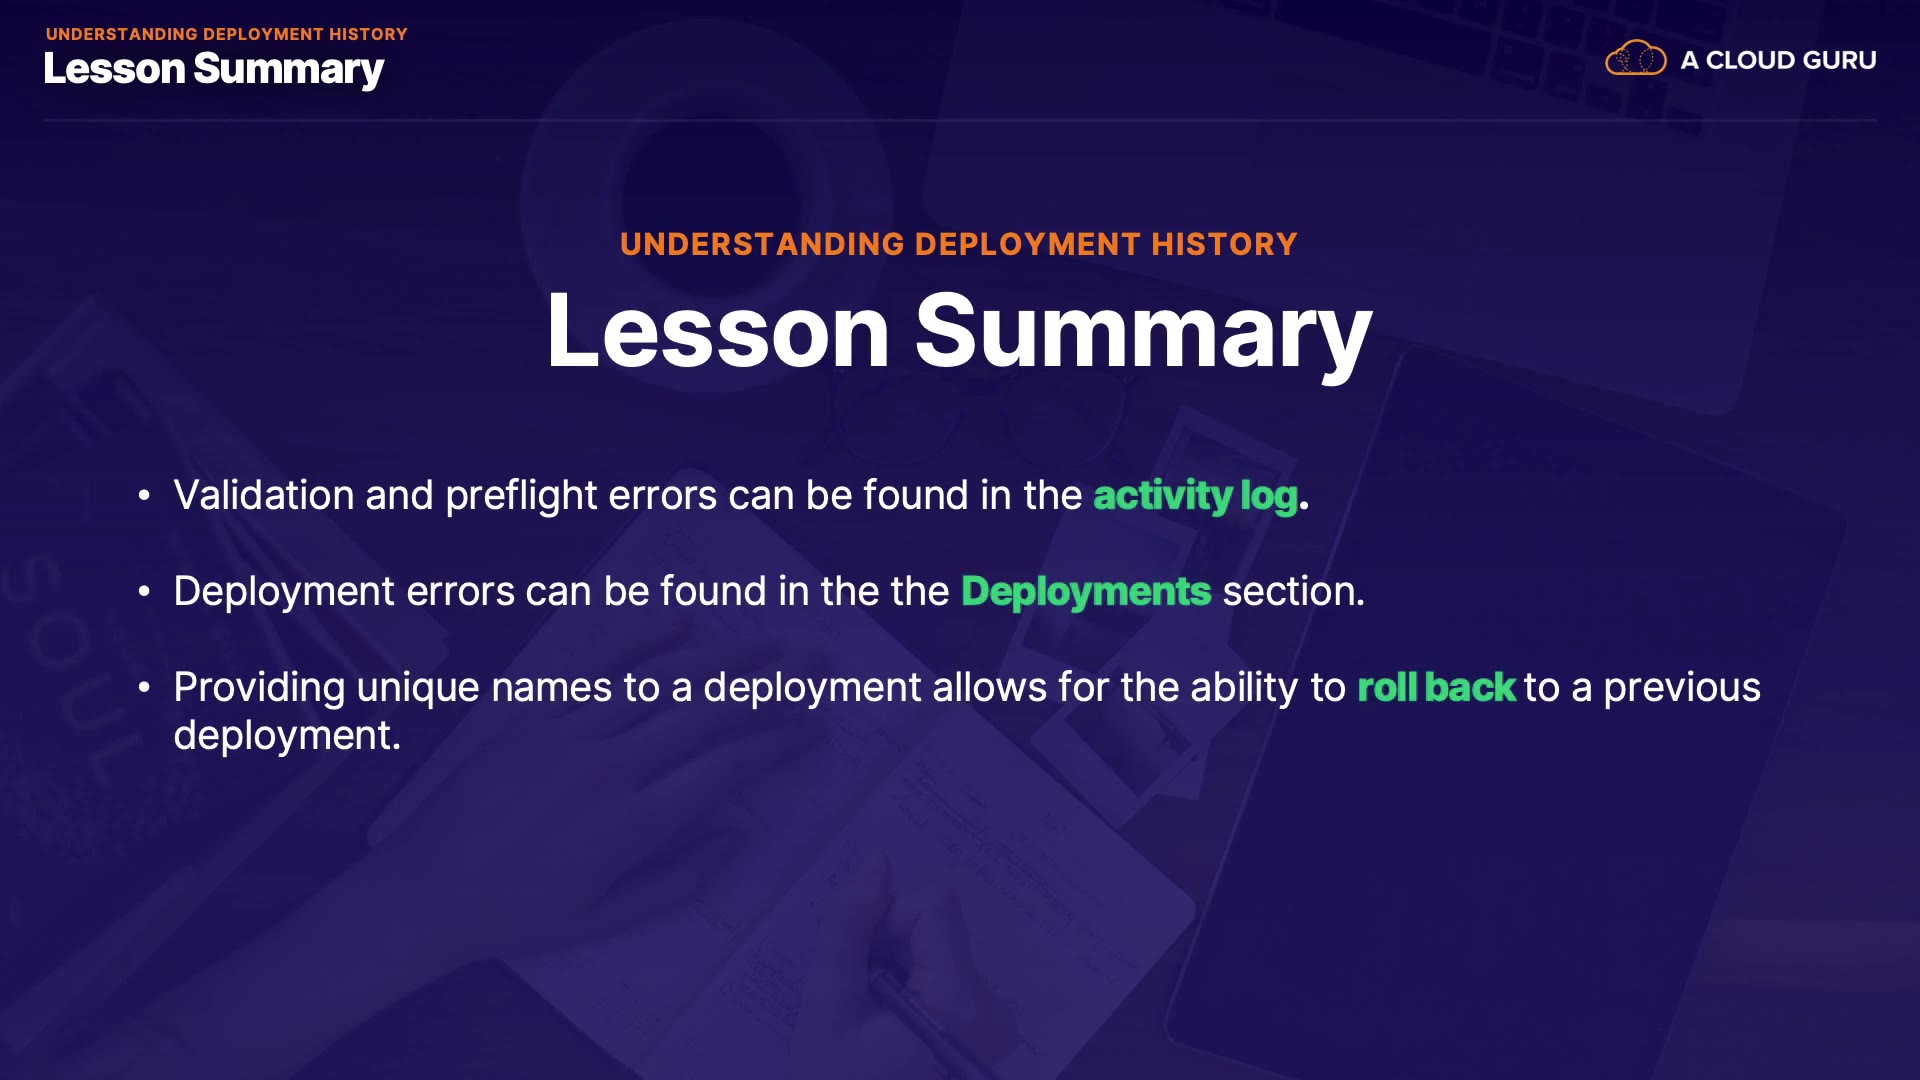 UNDERSTANDING DEPLOYMENT HISTORY
Lesson Summary
A CLOUD GURU
UNDERSTANDING DEPLOYMENT HISTORY
Lesson Summary
• Validation and preflight errors can be found in the activity log.
• Deployment errors can be found in the the Deployments section.
• Providing unique names to a deployment allows for the ability to roll back to a previous
deployment.
SOUL